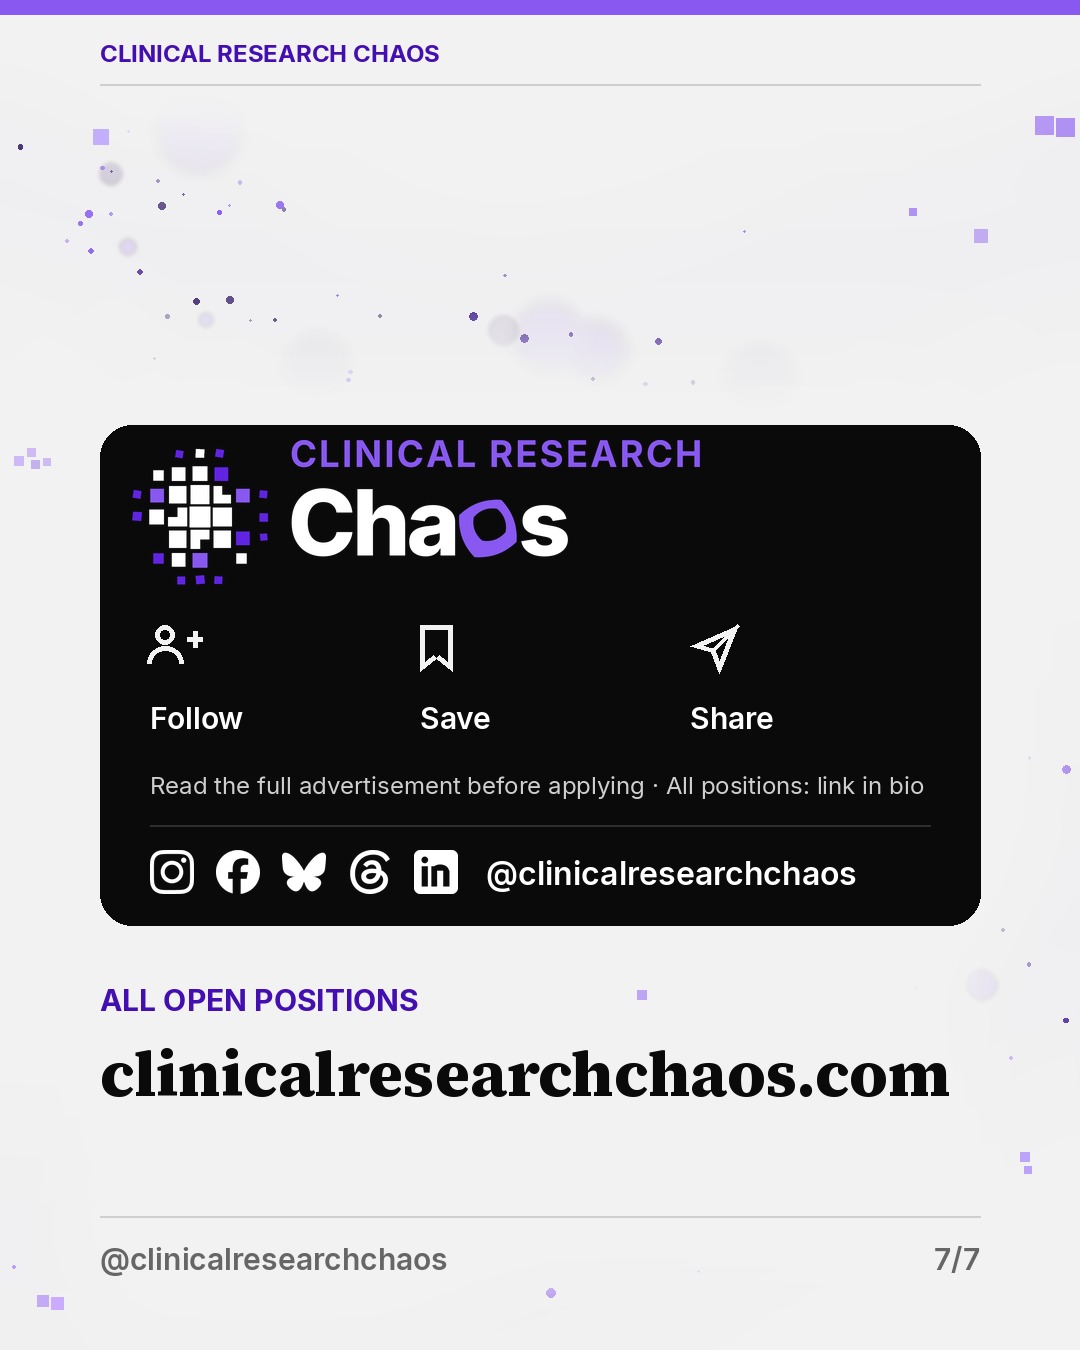 CLINICAL RESEARCH CHAOS
CLINICAL RESEARCH
Chaos
Follow
Save
Share
Read the full advertisement before applying · All positions: link in bio
@clinicalresearchchaos
ALL OPEN POSITIONS
clinicalresearchchaos.com
@clinicalresearchchaos
7/7